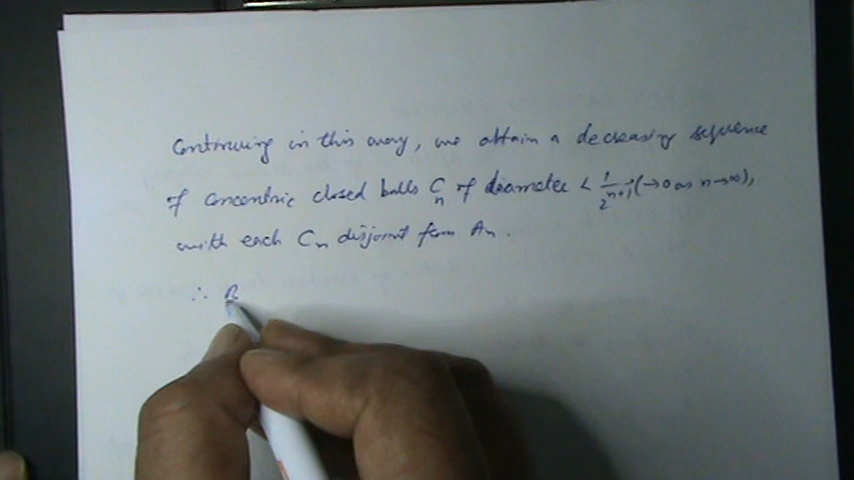 Continuing in this way, we obtain a decreasing sequence
of concentric closed balls Cₙ of diameter < 1/2ⁿ⁺¹ (→0 as n→∞),
with each Cₙ disjoint from Aₙ.
∴